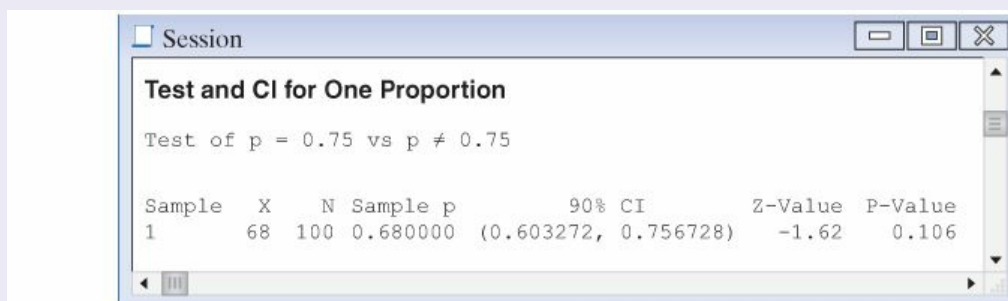 Session
Test and CI for One Proportion
Test of p = 0.75 vs p ≠ 0.75
Sample X N Sample p 90% CI Z-Value P-Value
1 68 100 0.680000 (0.603272, 0.756728) -1.62 0.106